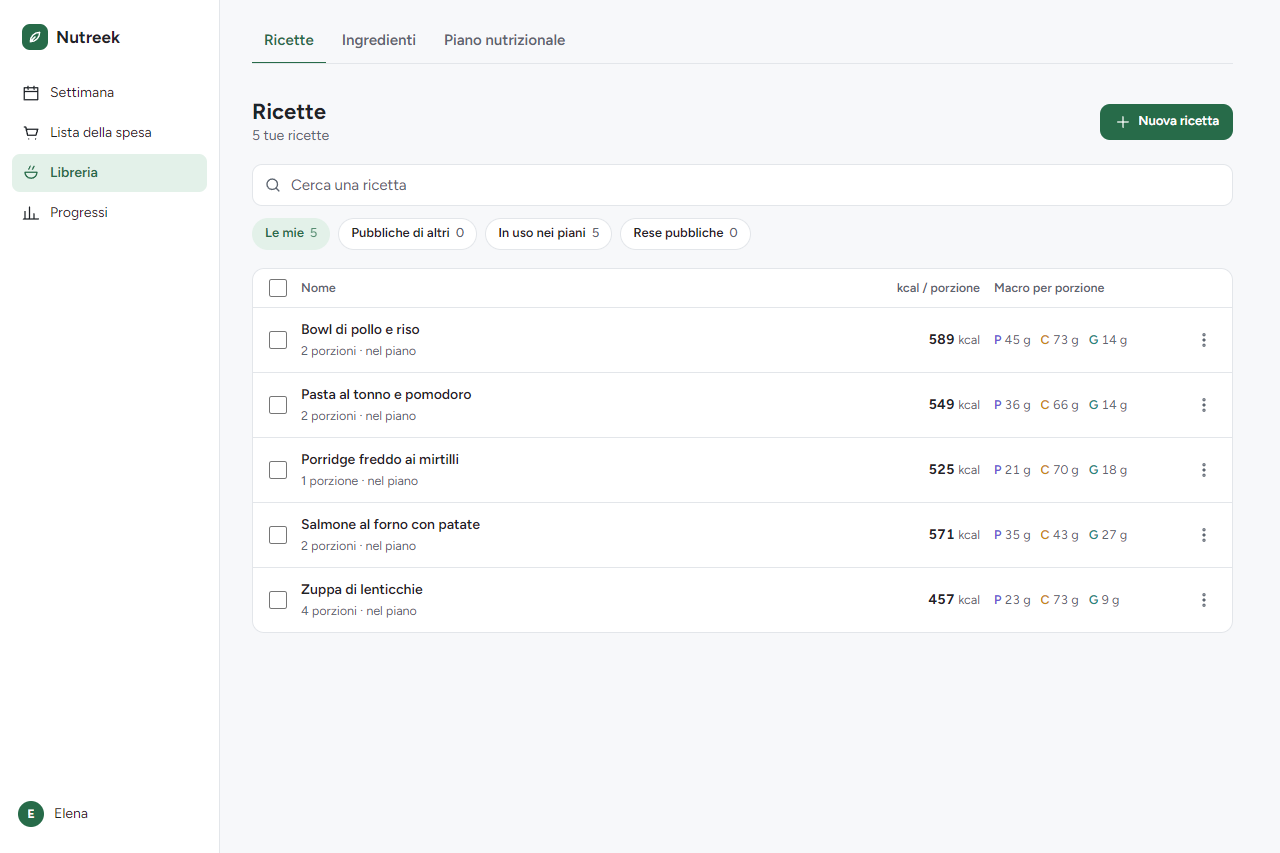 Nutreek
Settimana
Lista della spesa
Libreria
Progressi
E Elena
Ricette Ingredienti Piano nutrizionale
Ricette
5 tue ricette
Nuova ricetta
Cerca una ricetta
Le mie 5 Pubbliche di altri 0 In uso nei piani 5 Rese pubbliche 0
Nome kcal / porzione Macro per porzione
Bowl di pollo e riso
2 porzioni · nel piano
589 kcal P 45 g C 73 g G 14 g
Pasta al tonno e pomodoro
2 porzioni · nel piano
549 kcal P 36 g C 66 g G 14 g
Porridge freddo ai mirtilli
1 porzione · nel piano
525 kcal P 21 g C 70 g G 18 g
Salmone al forno con patate
2 porzioni · nel piano
571 kcal P 35 g C 43 g G 27 g
Zuppa di lenticchie
4 porzioni · nel piano
457 kcal P 23 g C 73 g G 9 g